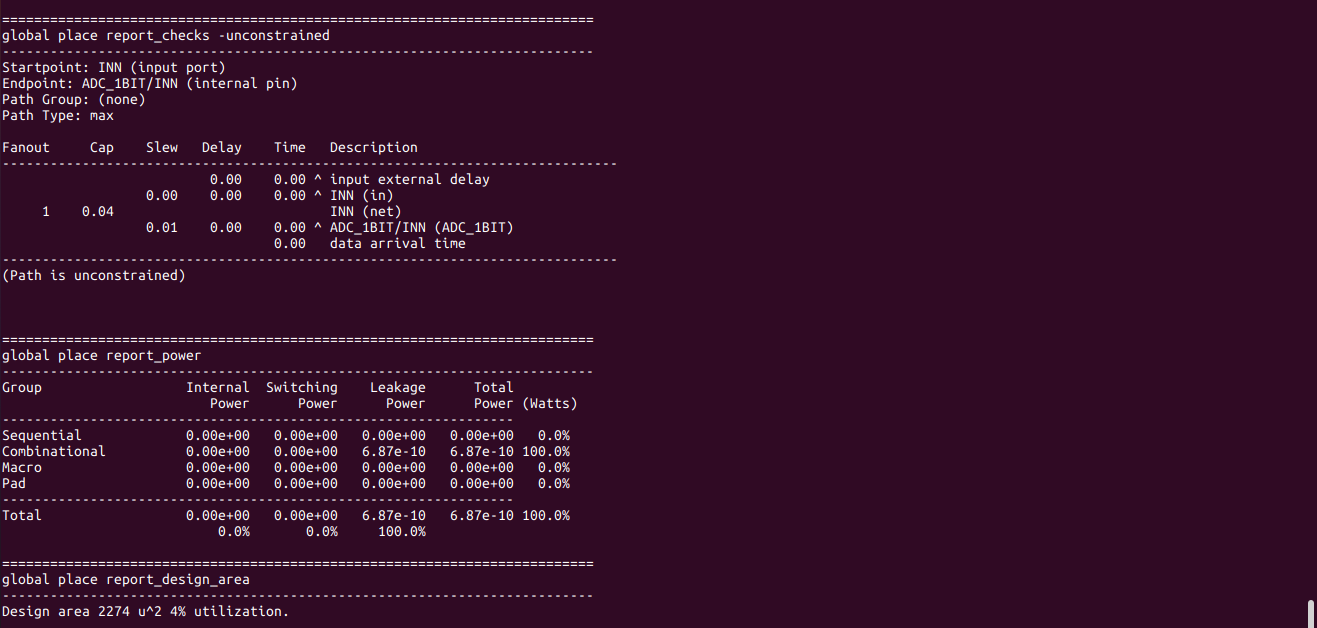 ==========================================================================
global place report_checks -unconstrained
--------------------------------------------------------------------------
Startpoint: INN (input port)
Endpoint: ADC_1BIT/INN (internal pin)
Path Group: (none)
Path Type: max
Fanout     Cap    Slew   Delay    Time   Description
-----------------------------------------------------------------------------
                          0.00    0.00 ^ input external delay
                  0.00    0.00    0.00 ^ INN (in)
     1    0.04                           INN (net)
                  0.01    0.00    0.00 ^ ADC_1BIT/INN (ADC_1BIT)
                                  0.00   data arrival time
-----------------------------------------------------------------------------
(Path is unconstrained)
==========================================================================
global place report_power
--------------------------------------------------------------------------
Group                  Internal  Switching    Leakage      Total
                          Power      Power      Power      Power (Watts)
----------------------------------------------------------------
Sequential             0.00e+00   0.00e+00   0.00e+00   0.00e+00   0.0%
Combinational          0.00e+00   0.00e+00   6.87e-10   6.87e-10 100.0%
Macro                  0.00e+00   0.00e+00   0.00e+00   0.00e+00   0.0%
Pad                    0.00e+00   0.00e+00   0.00e+00   0.00e+00   0.0%
----------------------------------------------------------------
Total                  0.00e+00   0.00e+00   6.87e-10   6.87e-10 100.0%
                           0.0%       0.0%     100.0%
==========================================================================
global place report_design_area
--------------------------------------------------------------------------
Design area 2274 u^2 4% utilization.